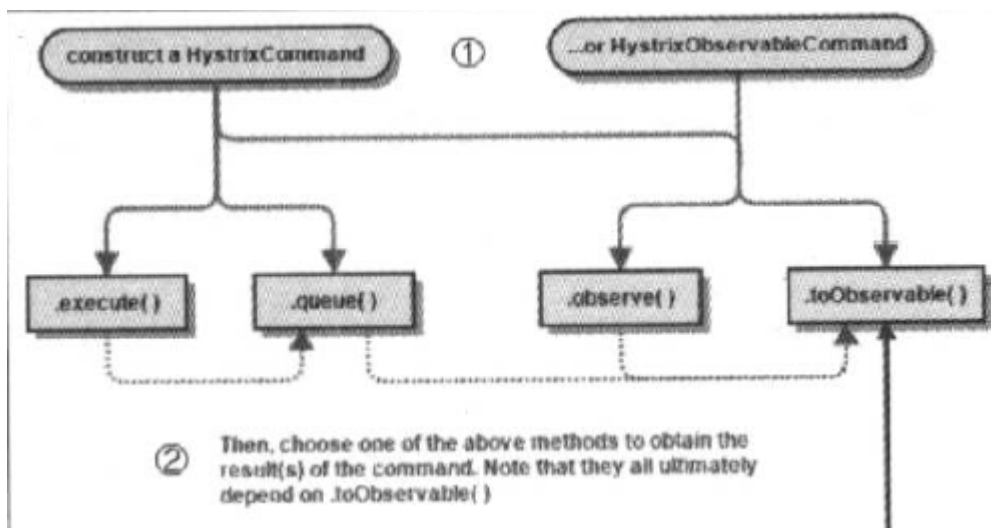 construct a HystrixCommand
①
...or HystrixObservableCommand
.execute( )
.queue( )
.observe( )
.toObservable( )
②
Then, choose one of the above methods to obtain the
result(s) of the command. Note that they all ultimately
depend on .toObservable( )